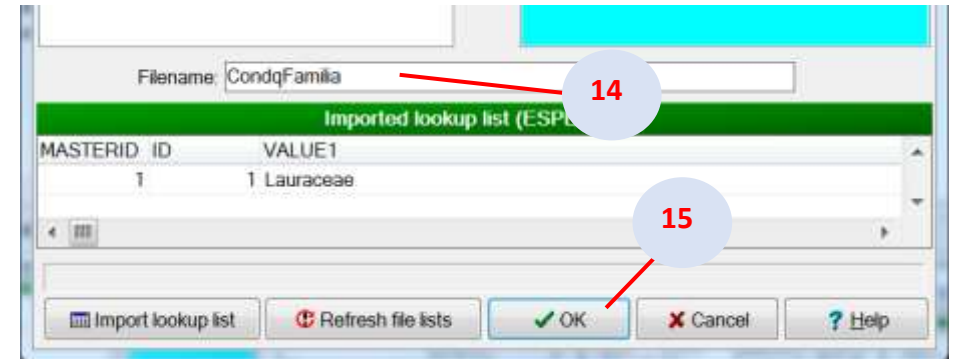 Filename: CondqFamilia
14
Imported lookup list (ESPE
MASTERID ID VALUE1
1 1 Lauraceae
15
Import lookup list Refresh file lists OK Cancel Help